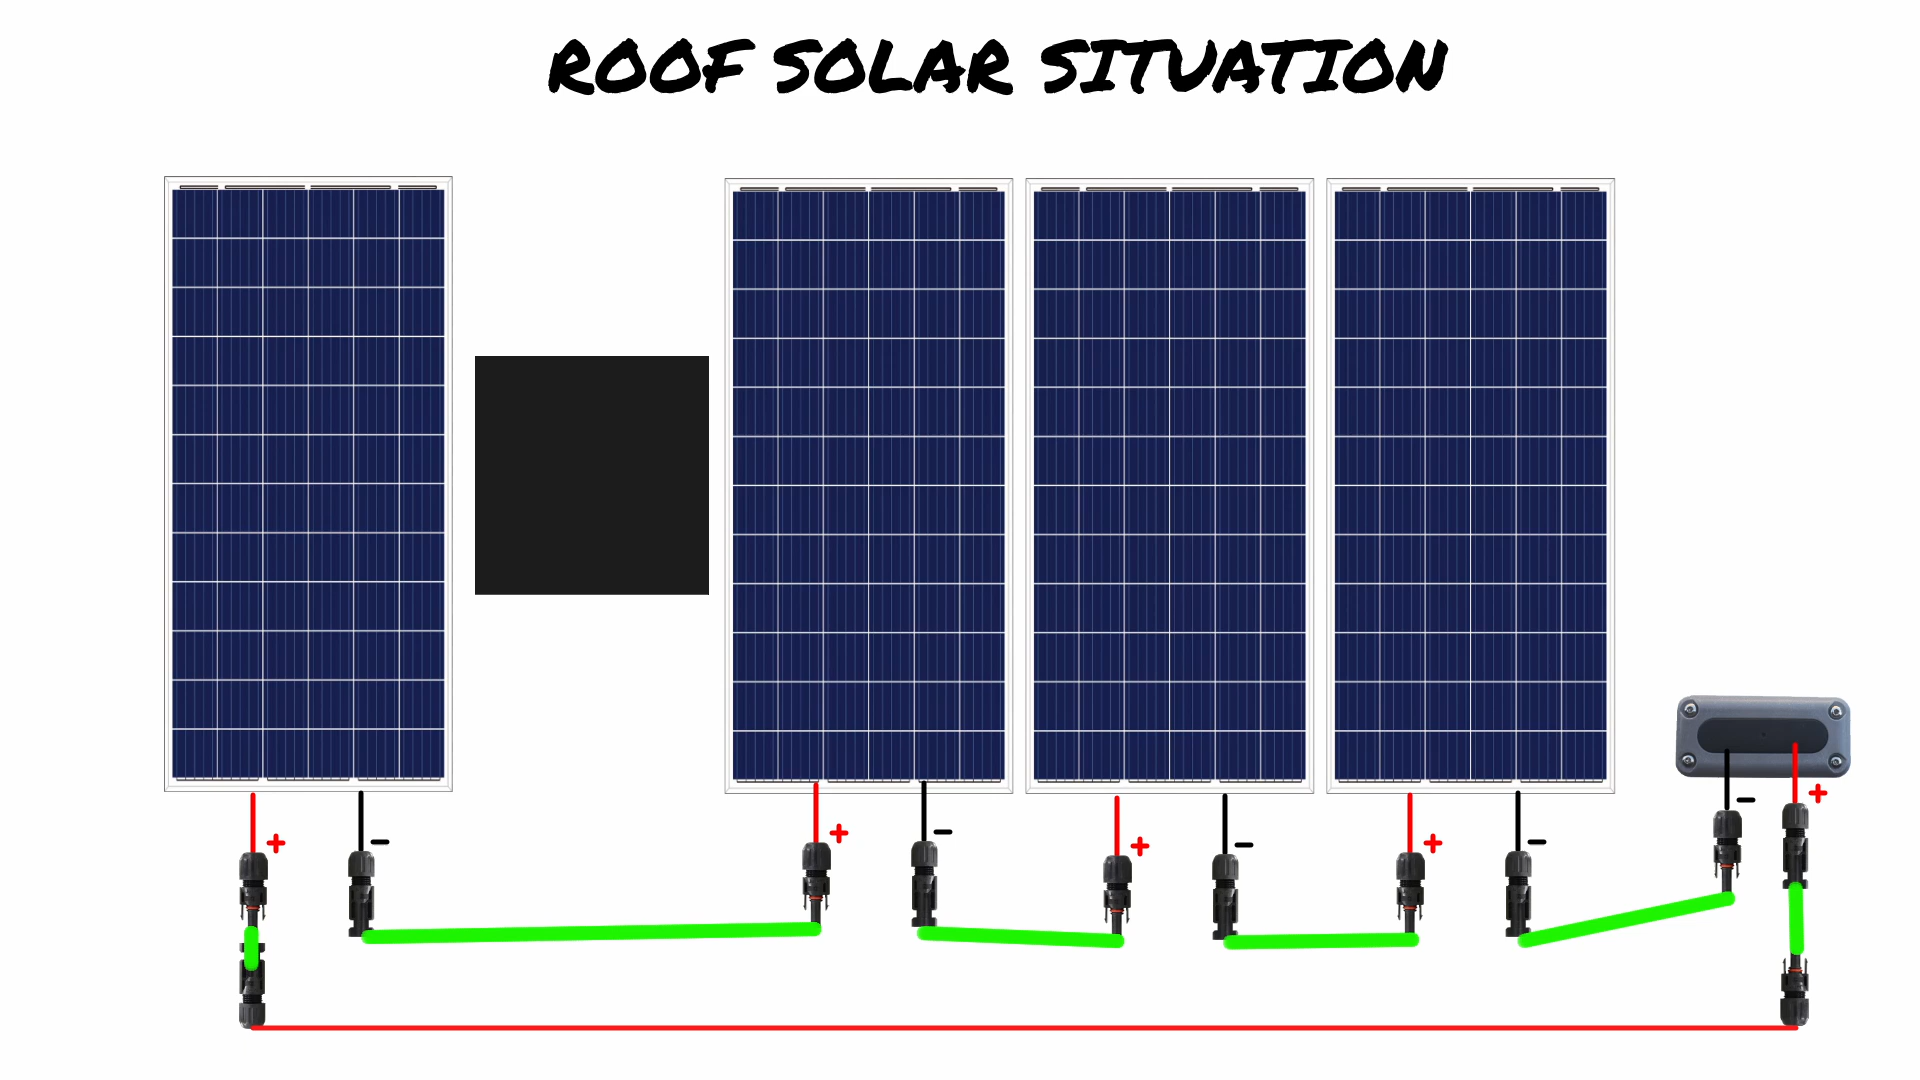 ROOF SOLAR SITUATION
+ - + - + - + - - +